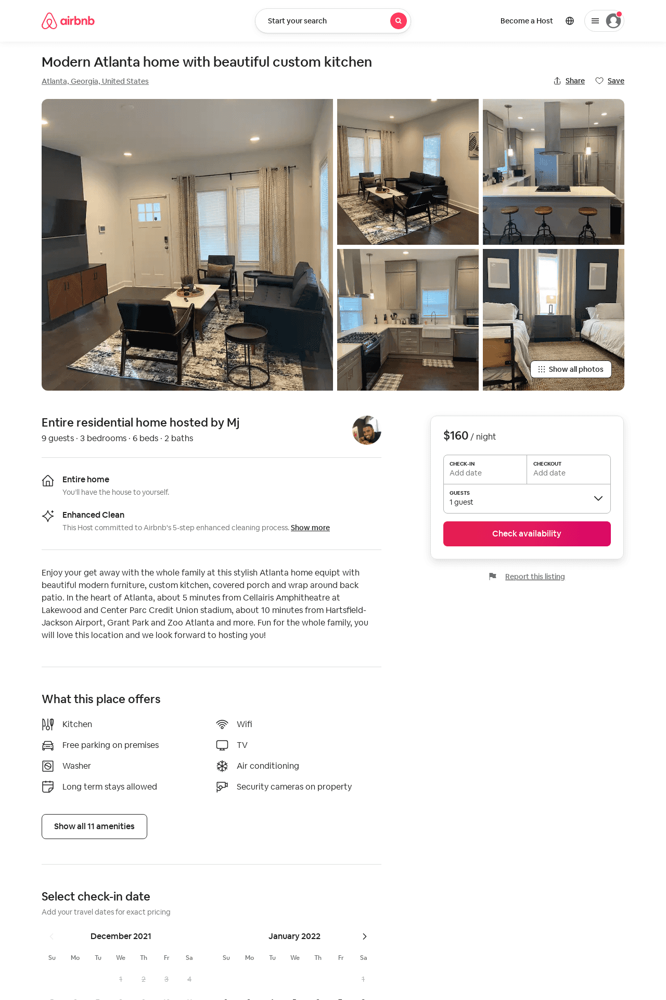 airbnb
Start your search
Become a Host
Modern Atlanta home with beautiful custom kitchen
Atlanta, Georgia, United States
Share
Save
Show all photos
Entire residential home hosted by Mj
9 guests · 3 bedrooms · 6 beds · 2 baths
Entire home
You'll have the house to yourself.
Enhanced Clean
This Host committed to Airbnb's 5-step enhanced cleaning process. Show more
$160 / night
CHECK-IN
Add date
CHECKOUT
Add date
GUESTS
1 guest
Check availability
Report this listing
Enjoy your get away with the whole family at this stylish Atlanta home equipt with
beautiful modern furniture, custom kitchen, covered porch and wrap around back
patio. In the heart of Atlanta, about 5 minutes from Cellairis Amphitheatre at
Lakewood and Center Parc Credit Union stadium, about 10 minutes from Hartsfield-
Jackson Airport, Grant Park and Zoo Atlanta and more. Fun for the whole family, you
will love this location and we look forward to hosting you!
What this place offers
Kitchen
Wifi
Free parking on premises
TV
Washer
Air conditioning
Long term stays allowed
Security cameras on property
Show all 11 amenities
Select check-in date
Add your travel dates for exact pricing
December 2021
Su Mo Tu We Th Fr Sa
1 2 3 4
January 2022
Su Mo Tu We Th Fr Sa
1